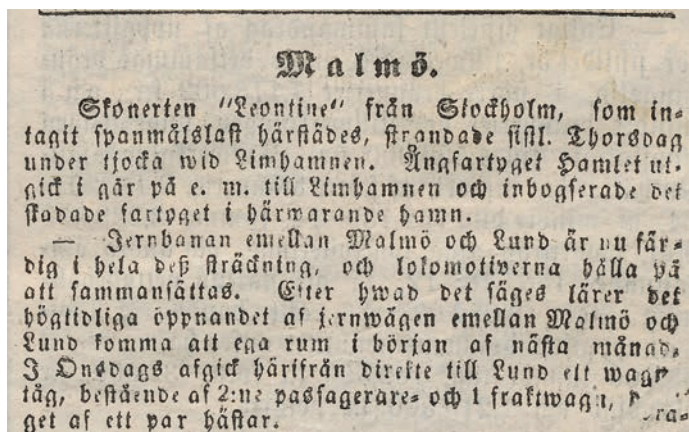 Malmö.
Skonerten "Leontine" från Stockholm, som in-
tagit spanmålslast härstädes, strandade sistl. Thorsdag
under tjocka wid Limhamnen. Ångfartyget Hamlet ut-
gick i går på e. m. till Limhamnen och inbogserade det
skadade fartyget i härwarande hamn.
— Jernbanan emellan Malmö och Lund är nu fär-
dig i hela deß sträckning, och lokomotiverna hålla på
att sammansättas. Efter hwad det säges lärer det
högtidliga öppnandet af jernwägen emellan Malmö och
Lund komma att ega rum i början af nästa månad.
I Onsdags afgick härifrån direkte till Lund ett wagn-
tåg, bestående af 2:ne passagerare- och 1 fraktwagn,
get af ett par hästar.